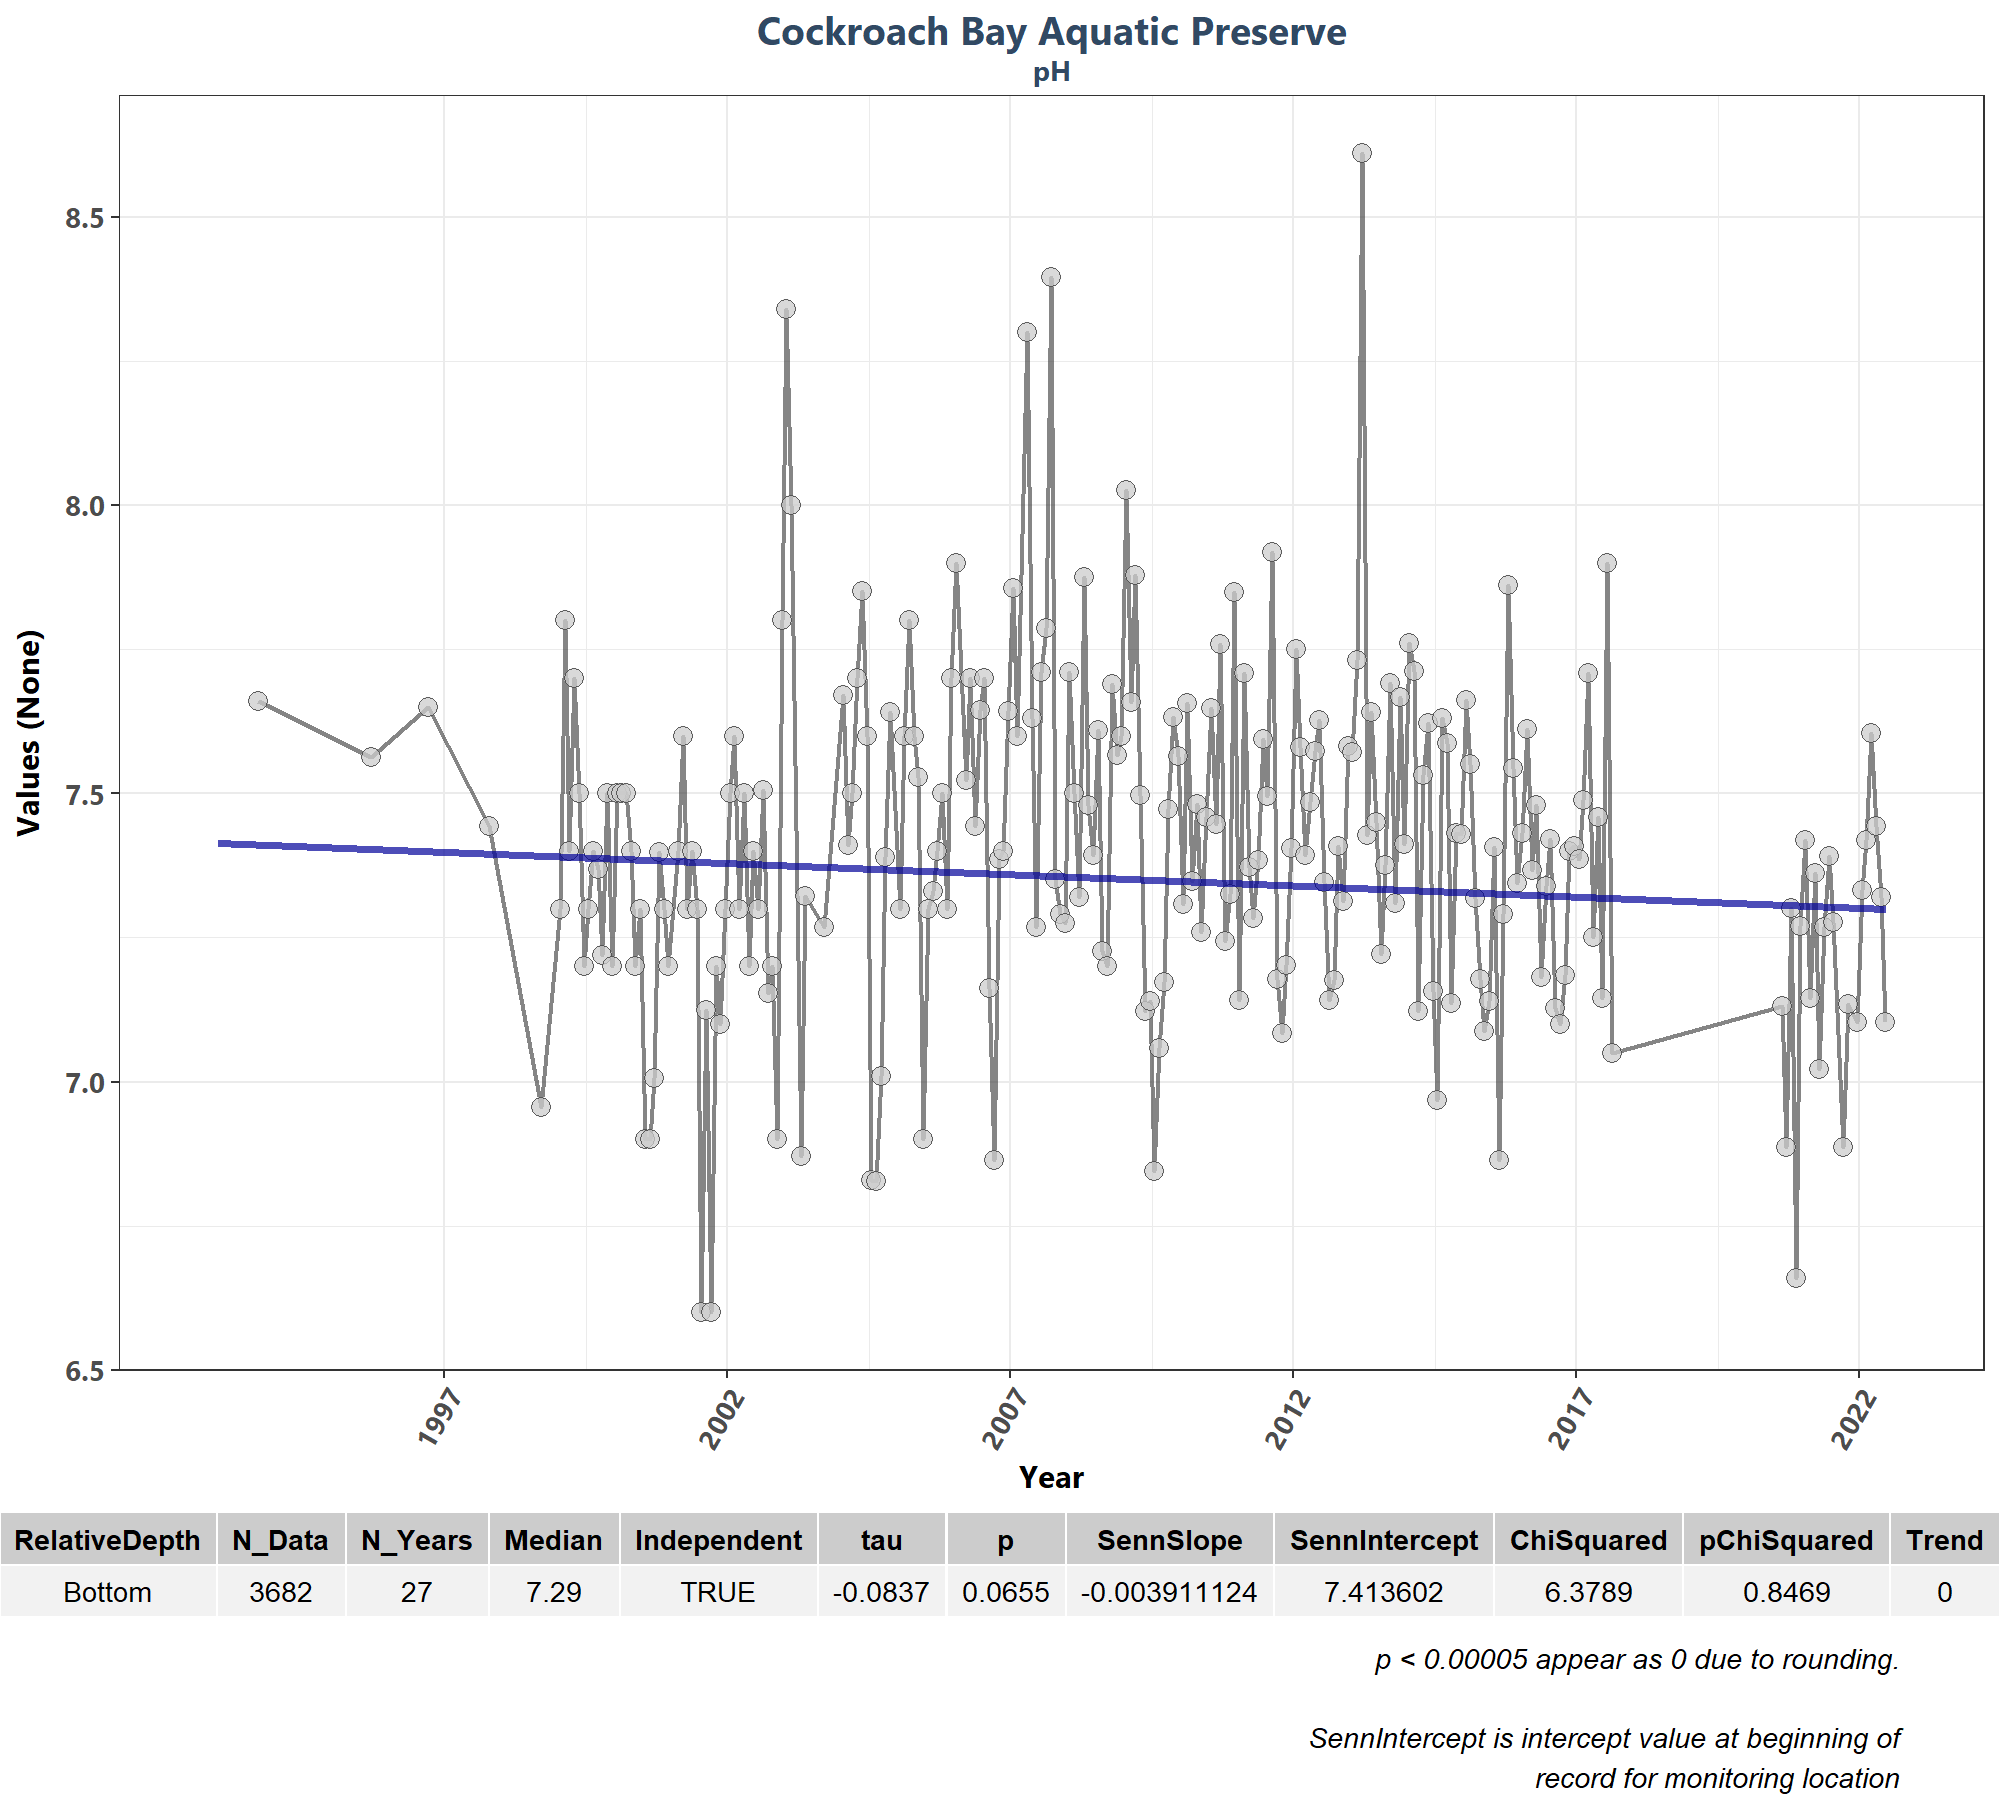 Cockroach Bay Aquatic Preserve
pH
8.5
8.0
7.5
7.0
6.5
Values (None)
1997 2002 2007 2012 2017 2022
Year
RelativeDepth N_Data N_Years Median Independent tau p SennSlope SennIntercept ChiSquared pChiSquared Trend
Bottom 3682 27 7.29 TRUE -0.0837 0.0655 -0.003911124 7.413602 6.3789 0.8469 0
p < 0.00005 appear as 0 due to rounding.
SennIntercept is intercept value at beginning of
record for monitoring location